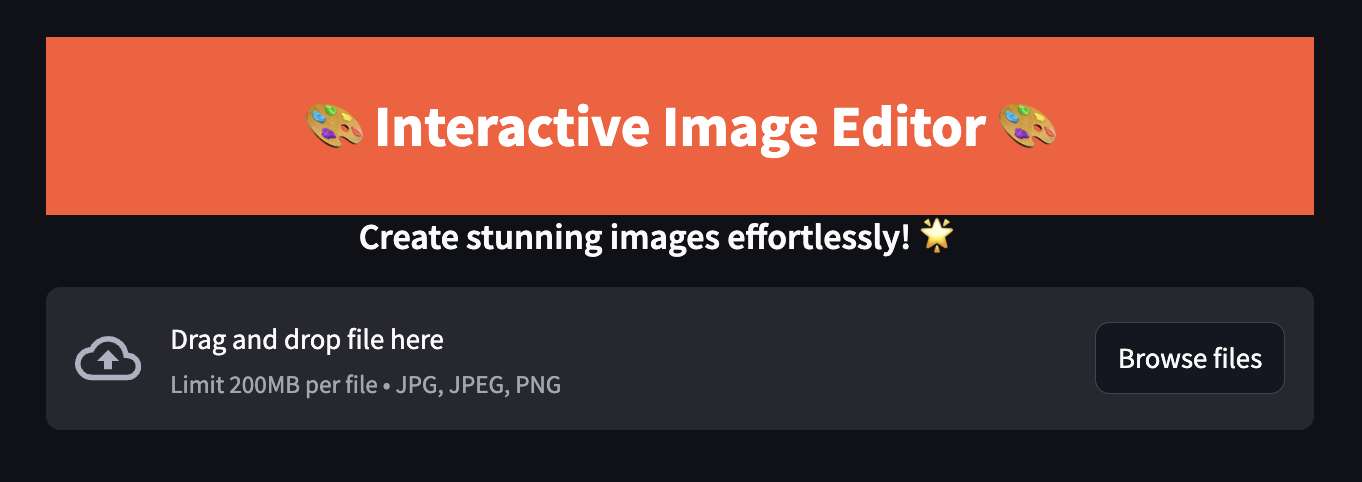 🎨 Interactive Image Editor 🎨
Create stunning images effortlessly! 🌟
Drag and drop file here
Limit 200MB per file • JPG, JPEG, PNG
Browse files